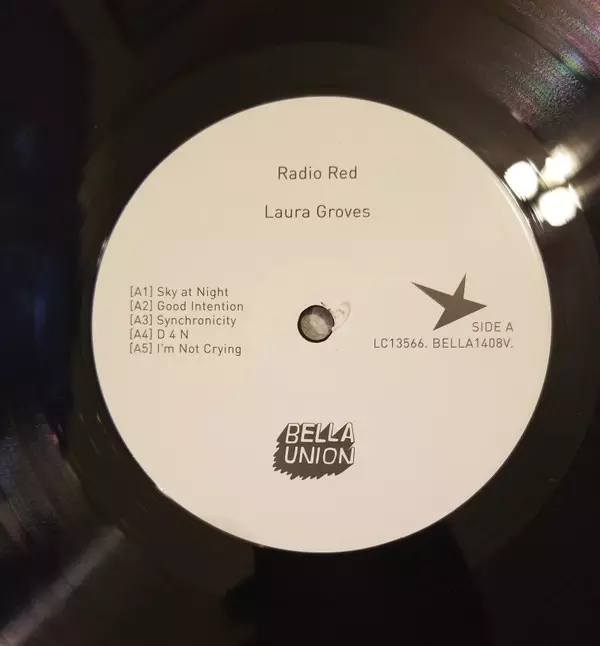 Radio Red
Laura Groves
[A1] Sky at Night
[A2] Good Intention
[A3] Synchronicity
[A4] D 4 N
[A5] I'm Not Crying
SIDE A
LC13566. BELLA1408V.
BELLA
UNION